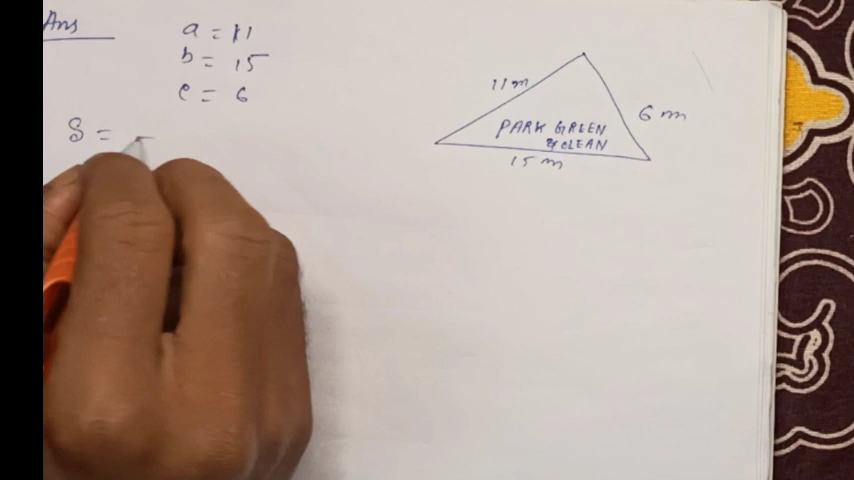 Ans
a = 11
b = 15
c = 6
S =
11 m
6 m
PARK GREEN
& CLEAN
15 m